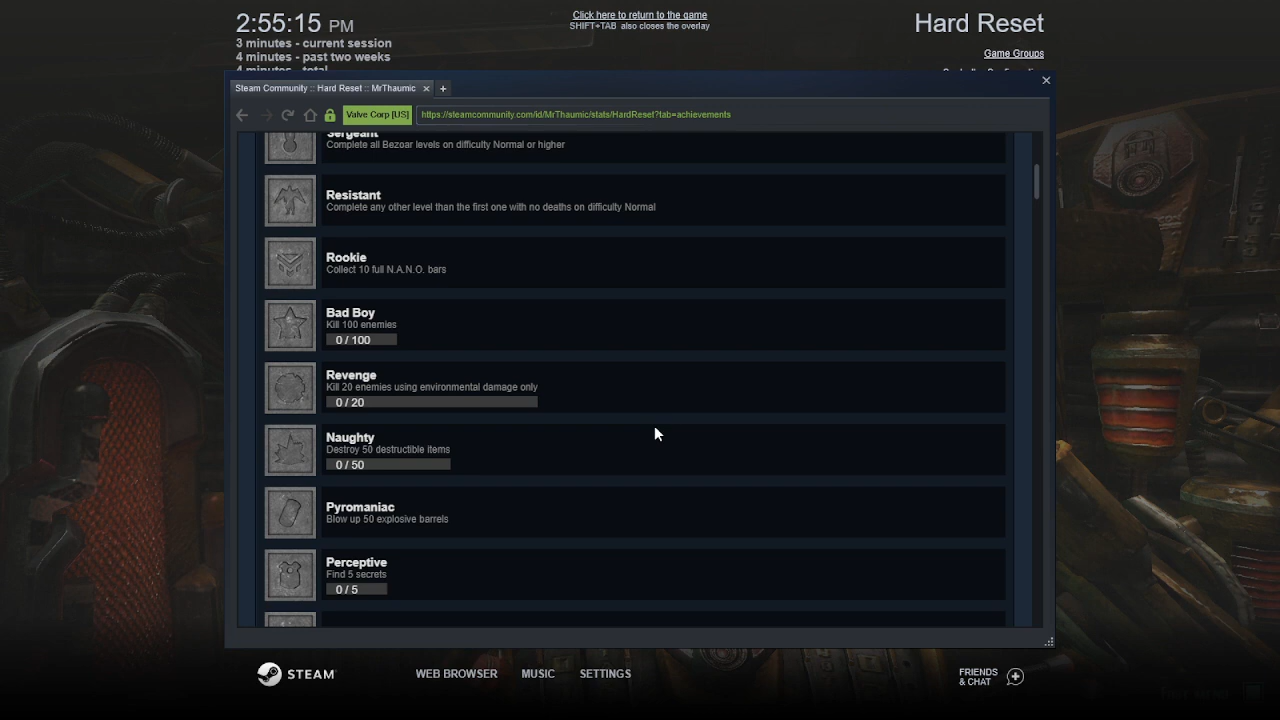 2:55:15 PM
3 minutes - current session
4 minutes - past two weeks
4 minutes - total
Click here to return to the game
SHIFT+TAB also closes the overlay
Hard Reset
Game Groups
Steam Community :: Hard Reset :: MrThaumic
Valve Corp [US]
https://steamcommunity.com/id/MrThaumic/stats/HardReset?tab=achievements
Sergeant
Complete all Bezoar levels on difficulty Normal or higher
Resistant
Complete any other level than the first one with no deaths on difficulty Normal
Rookie
Collect 10 full N.A.N.O. bars
Bad Boy
Kill 100 enemies
0 / 100
Revenge
Kill 20 enemies using environmental damage only
0 / 20
Naughty
Destroy 50 destructible items
0 / 50
Pyromaniac
Blow up 50 explosive barrels
Perceptive
Find 5 secrets
0 / 5
STEAM
WEB BROWSER
MUSIC
SETTINGS
FRIENDS
& CHAT